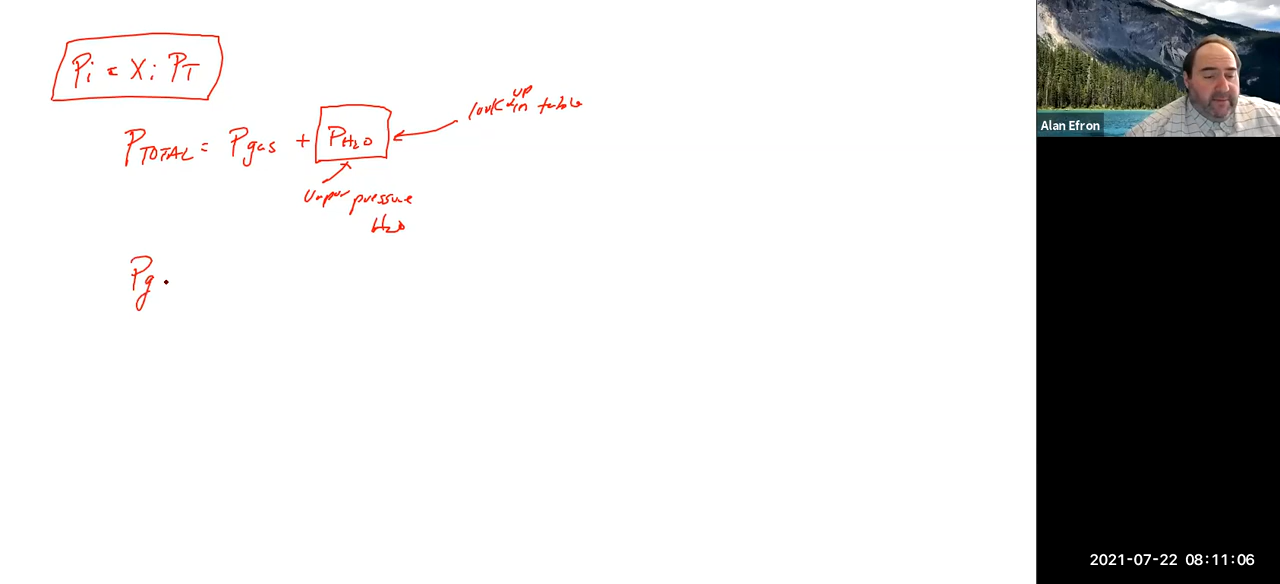 Pi = Xi PT
look up in table
PTOTAL = Pgas + PH2O
Vapor pressure
H2O
Pg
Alan Efron
2021-07-22 08:11:06